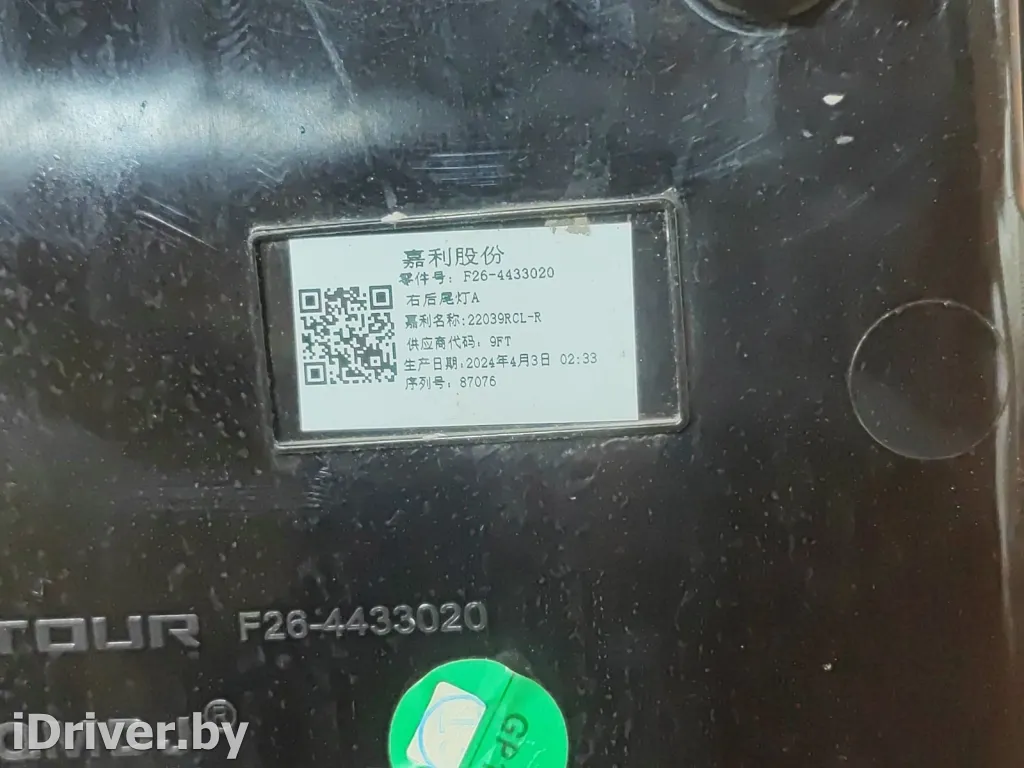 嘉利股份
零件号: F26-4433020
右后尾灯A
嘉利名称:22039RCL-R
供应商代码: 9FT
生产日期:2024年4月3日 02:33
序列号: 87076
TOUR F26-4433020
®
GP
iDriver.by